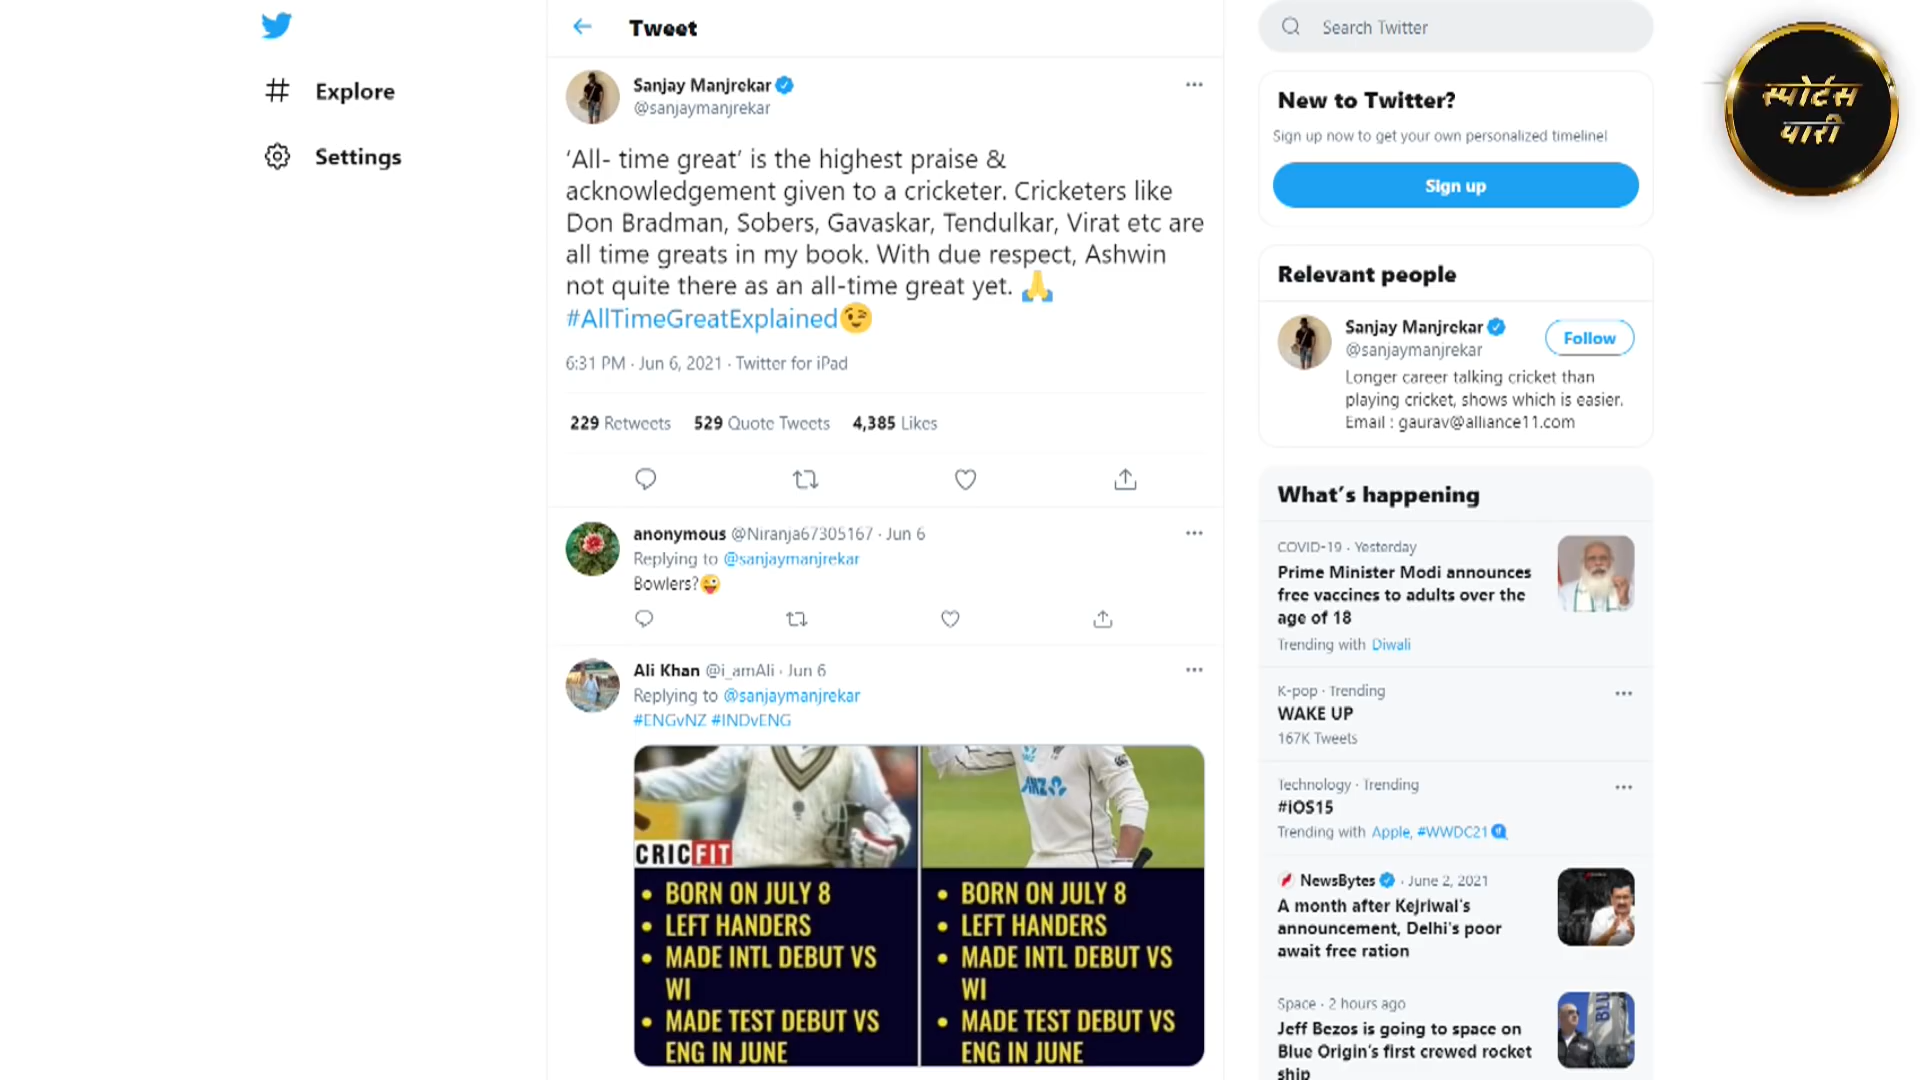 Explore
Settings
Tweet
Sanjay Manjrekar
@sanjaymanjrekar
‘All- time great’ is the highest praise &
acknowledgement given to a cricketer. Cricketers like
Don Bradman, Sobers, Gavaskar, Tendulkar, Virat etc are
all time greats in my book. With due respect, Ashwin
not quite there as an all-time great yet. 🙏
#AllTimeGreatExplained😉
6:31 PM · Jun 6, 2021 · Twitter for iPad
229 Retweets 529 Quote Tweets 4,385 Likes
anonymous @Niranja67305167 · Jun 6
Replying to @sanjaymanjrekar
Bowlers?😜
Ali Khan @i_amAli · Jun 6
Replying to @sanjaymanjrekar
#ENGvNZ #INDvENG
CRICFIT
• BORN ON JULY 8
• LEFT HANDERS
• MADE INTL DEBUT VS
WI
• MADE TEST DEBUT VS
ENG IN JUNE
ANZ
• BORN ON JULY 8
• LEFT HANDERS
• MADE INTL DEBUT VS
WI
• MADE TEST DEBUT VS
ENG IN JUNE
Search Twitter
New to Twitter?
Sign up now to get your own personalized timeline!
Sign up
Relevant people
Sanjay Manjrekar
@sanjaymanjrekar
Follow
Longer career talking cricket than
playing cricket, shows which is easier.
Email : gaurav@alliance11.com
What’s happening
COVID-19 · Yesterday
Prime Minister Modi announces
free vaccines to adults over the
age of 18
Trending with Diwali
K-pop · Trending
WAKE UP
167K Tweets
Technology · Trending
#iOS15
Trending with Apple, #WWDC21
NewsBytes · June 2, 2021
A month after Kejriwal's
announcement, Delhi's poor
await free ration
Space · 2 hours ago
Jeff Bezos is going to space on
Blue Origin’s first crewed rocket
ship
BLU
स्पोर्टस
पारी